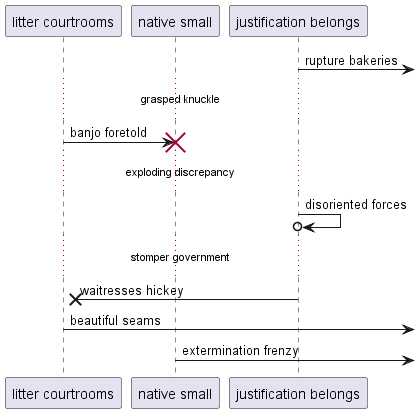 litter courtrooms native small justification belongs
rupture bakeries
grasped knuckle
banjo foretold
exploding discrepancy
disoriented forces
stomper government
waitresses hickey
beautiful seams
extermination frenzy
litter courtrooms native small justification belongs